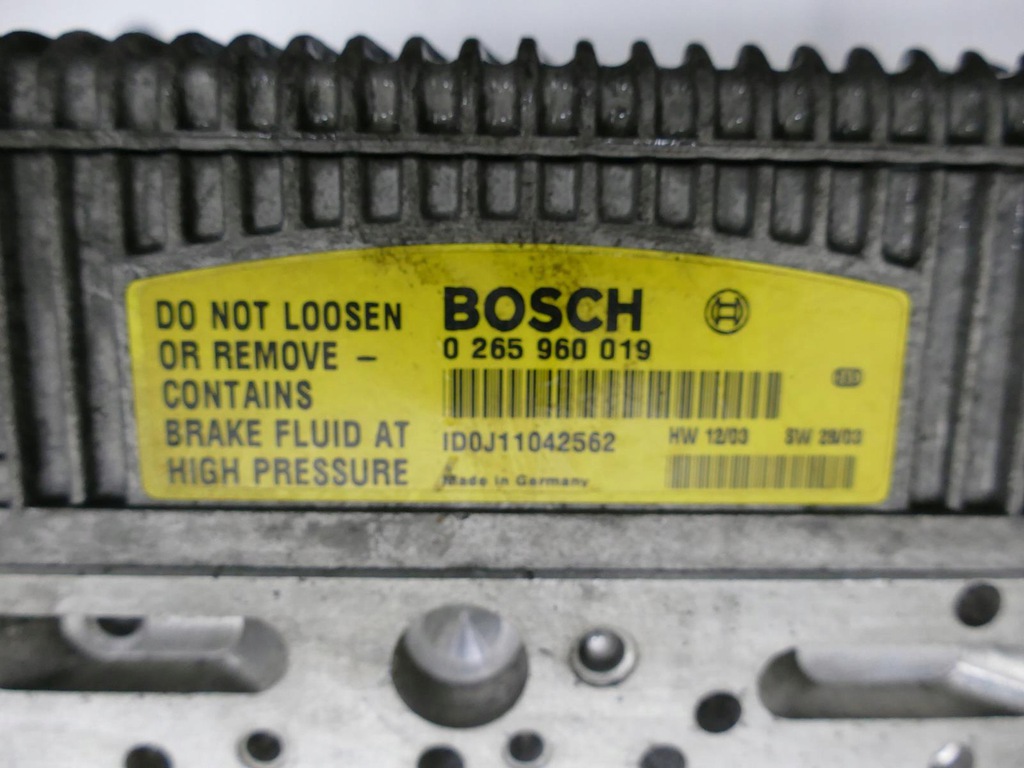 DO NOT LOOSEN
OR REMOVE –
CONTAINS
BRAKE FLUID AT
HIGH PRESSURE
BOSCH
0 265 960 019
ID0J11042562
HW 12/03 SW 28/03
Made in Germany